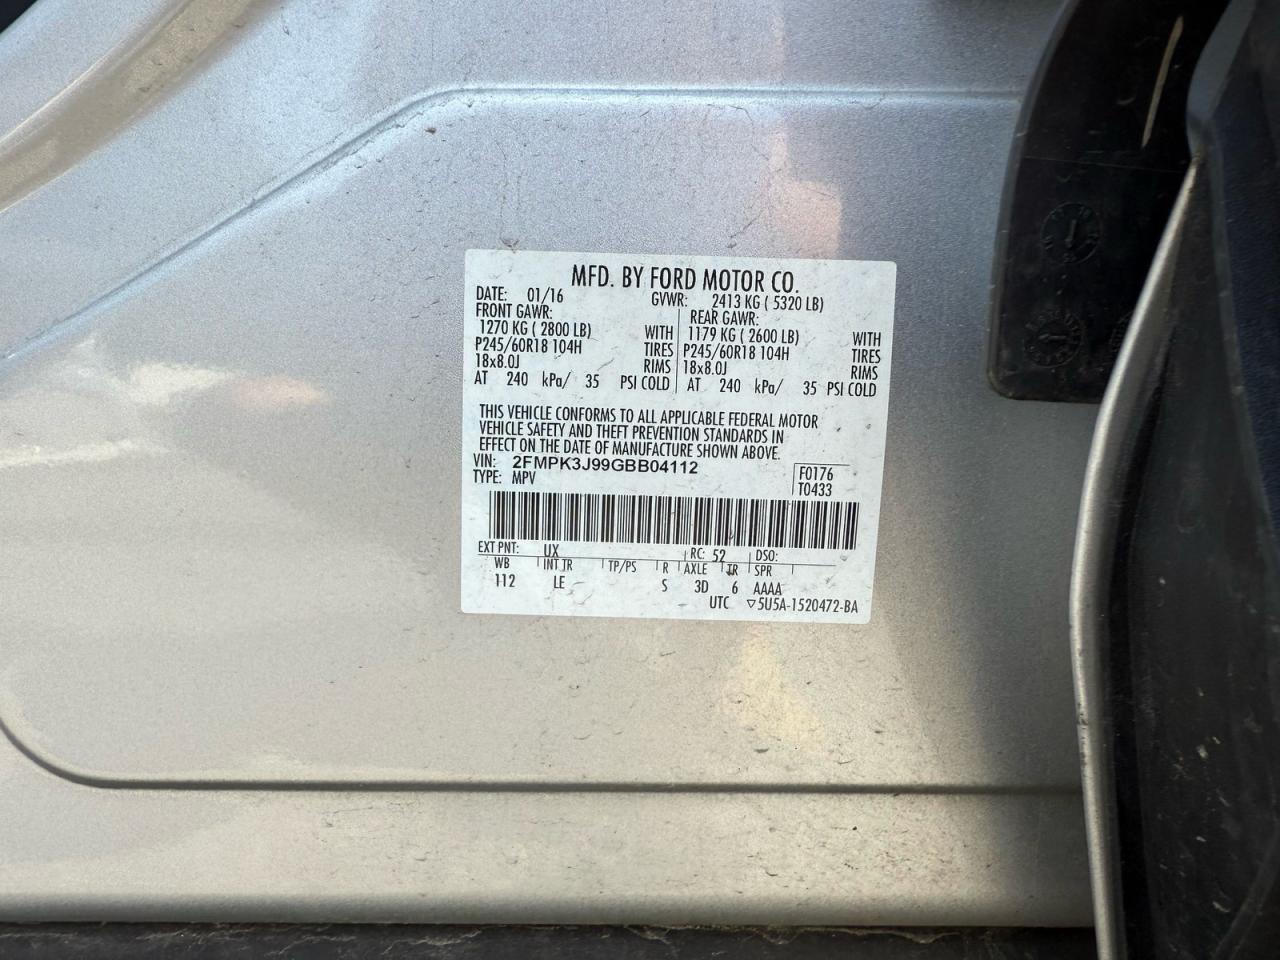 MFD. BY FORD MOTOR CO.
DATE: 01/16 GVWR: 2413 KG ( 5320 LB)
FRONT GAWR: REAR GAWR:
1270 KG ( 2800 LB) WITH 1179 KG ( 2600 LB) WITH
P245/60R18 104H TIRES P245/60R18 104H TIRES
18x8.0J RIMS 18x8.0J RIMS
AT 240 kPa/ 35 PSI COLD AT 240 kPa/ 35 PSI COLD
THIS VEHICLE CONFORMS TO ALL APPLICABLE FEDERAL MOTOR
VEHICLE SAFETY AND THEFT PREVENTION STANDARDS IN
EFFECT ON THE DATE OF MANUFACTURE SHOWN ABOVE.
VIN: 2FMPK3J99GBB04112 F0176
TYPE: MPV T0433
EXT PNT: UX RC: 52 DSO:
WB INT TR TP/PS R AXLE TR SPR
112 LE S 3D 6 AAAA
UTC ▽5U5A-1520472-BA